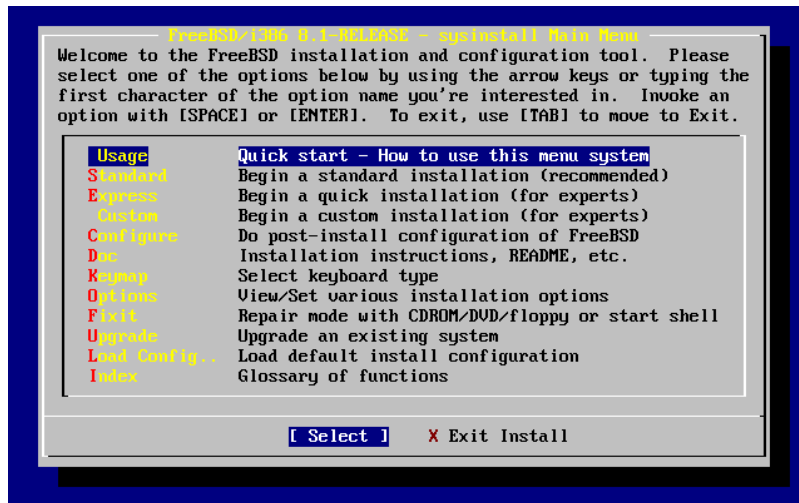 FreeBSD/i386 8.1-RELEASE - sysinstall Main Menu
Welcome to the FreeBSD installation and configuration tool.  Please
select one of the options below by using the arrow keys or typing the
first character of the option name you're interested in.  Invoke an
option with [SPACE] or [ENTER].  To exit, use [TAB] to move to Exit.
Usage Quick start - How to use this menu system
Standard Begin a standard installation (recommended)
Express Begin a quick installation (for experts)
Custom Begin a custom installation (for experts)
Configure Do post-install configuration of FreeBSD
Doc Installation instructions, README, etc.
Keymap Select keyboard type
Options View/Set various installation options
Fixit Repair mode with CDROM/DVD/floppy or start shell
Upgrade Upgrade an existing system
Load Config.. Load default install configuration
Index Glossary of functions
[ Select ] X Exit Install